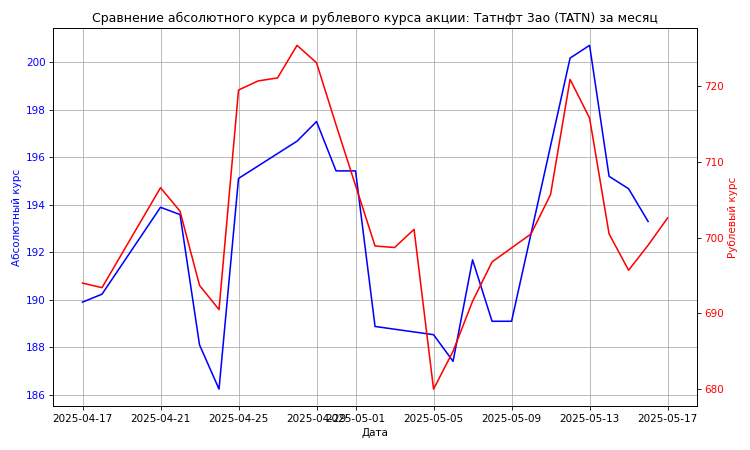 Сравнение абсолютного курса и рублевого курса акции: Татнфт 3ао (TATN) за месяц
Абсолютный курс
200
198
196
194
192
190
188
186
720
710
700
690
680
Рублевый курс
2025-04-17 2025-04-21 2025-04-25 2025-04-29 2025-05-01 2025-05-05 2025-05-09 2025-05-13 2025-05-17
Дата